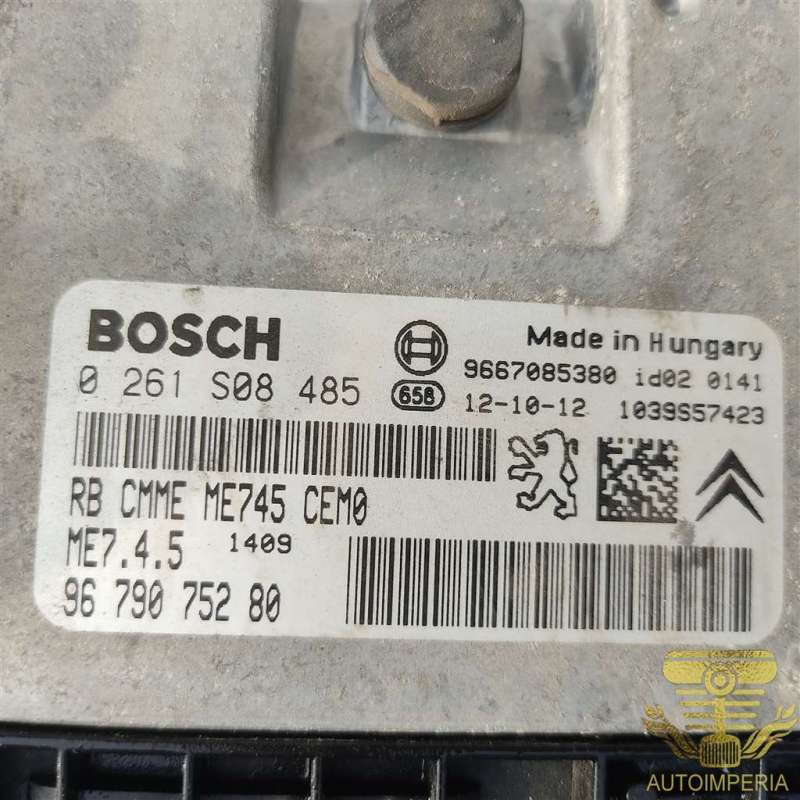 BOSCH
Made in Hungary
0 261 S08 485
9667085380 id02 0141
658
12-10-12 1039S57423
RB CMME ME745 CEM0
ME7.4.5 1409
96 790 752 80
AUTOIMPERIA